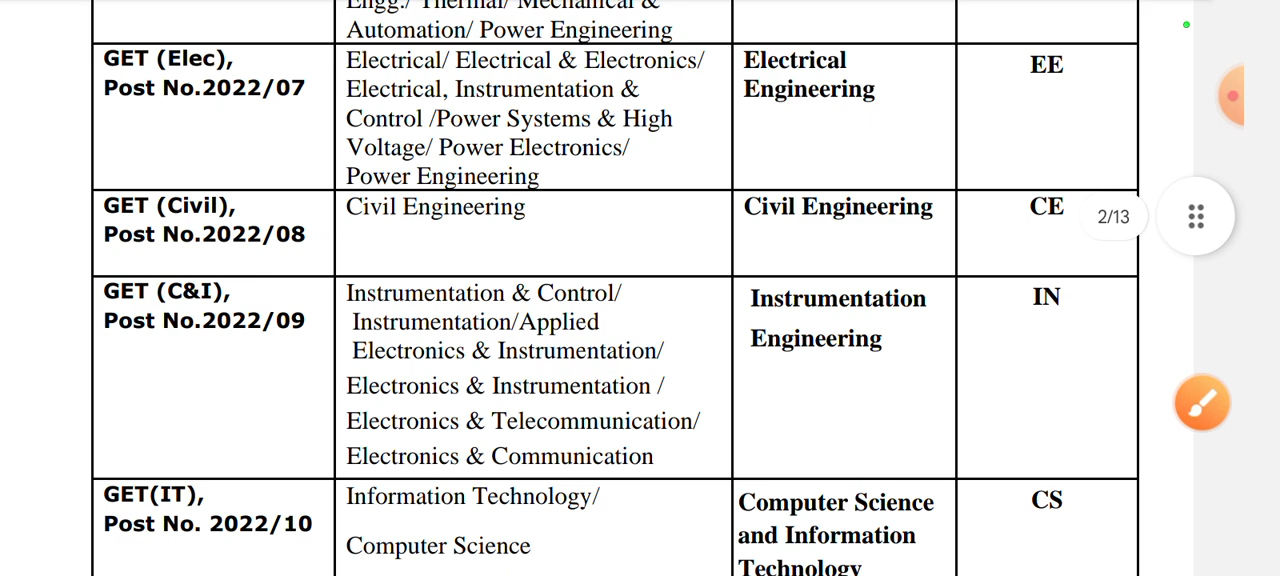 Engg./ Thermal/ Mechanical &
Automation/ Power Engineering
GET (Elec),
Post No.2022/07
Electrical/ Electrical & Electronics/
Electrical, Instrumentation &
Control /Power Systems & High
Voltage/ Power Electronics/
Power Engineering
Electrical
Engineering
EE
GET (Civil),
Post No.2022/08
Civil Engineering
Civil Engineering
CE
2/13
GET (C&I),
Post No.2022/09
Instrumentation & Control/
Instrumentation/Applied
Electronics & Instrumentation/
Electronics & Instrumentation /
Electronics & Telecommunication/
Electronics & Communication
Instrumentation
Engineering
IN
GET(IT),
Post No. 2022/10
Information Technology/
Computer Science
Computer Science
and Information
Technology
CS